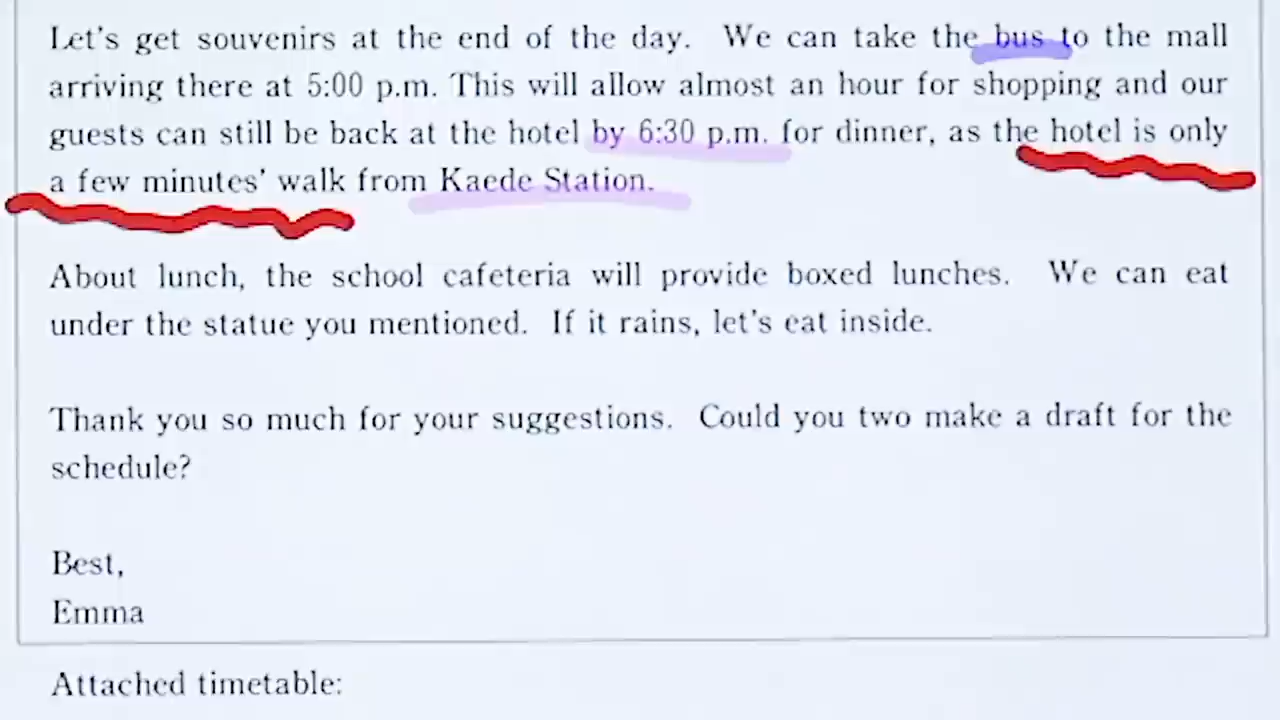 Let's get souvenirs at the end of the day. We can take the bus to the mall
arriving there at 5:00 p.m. This will allow almost an hour for shopping and our
guests can still be back at the hotel by 6:30 p.m. for dinner, as the hotel is only
a few minutes' walk from Kaede Station.
About lunch, the school cafeteria will provide boxed lunches. We can eat
under the statue you mentioned. If it rains, let's eat inside.
Thank you so much for your suggestions. Could you two make a draft for the
schedule?
Best,
Emma
Attached timetable: